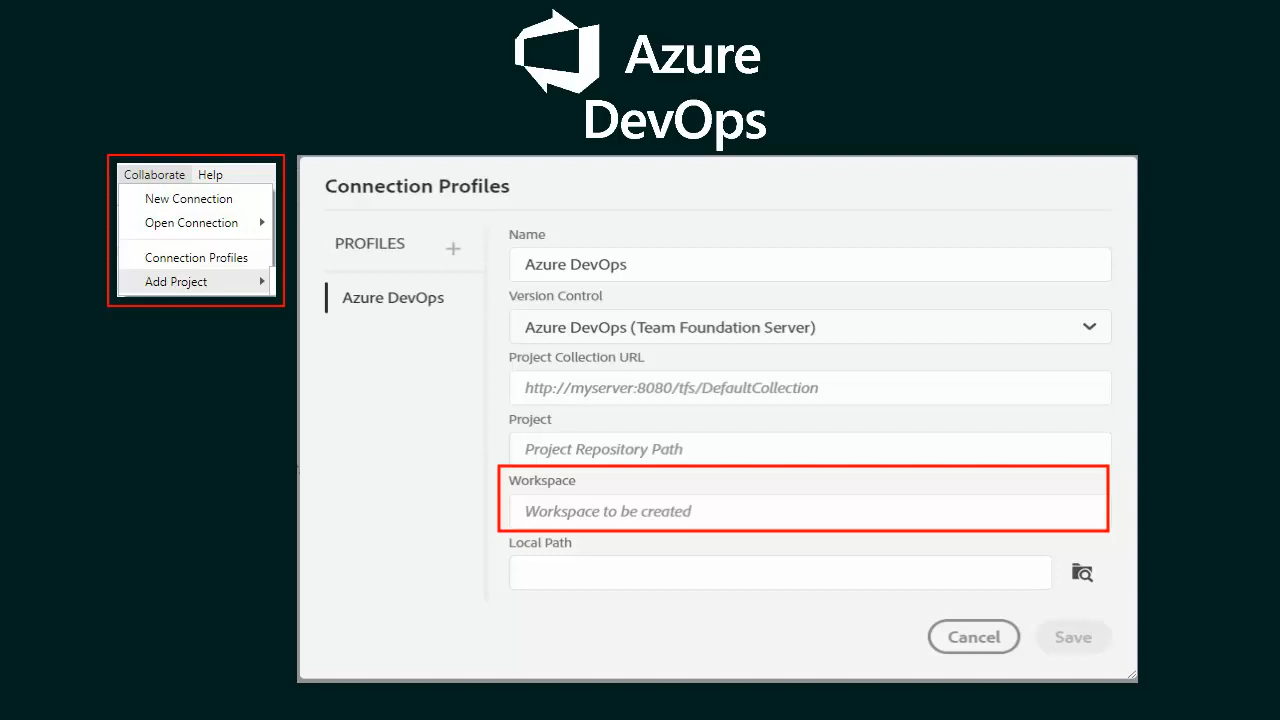 Azure
DevOps
Collaborate Help
New Connection
Open Connection
Connection Profiles
Add Project
Connection Profiles
PROFILES
Azure DevOps
Name
Azure DevOps
Version Control
Azure DevOps (Team Foundation Server)
Project Collection URL
http://myserver:8080/tfs/DefaultCollection
Project
Project Repository Path
Workspace
Workspace to be created
Local Path
Cancel
Save